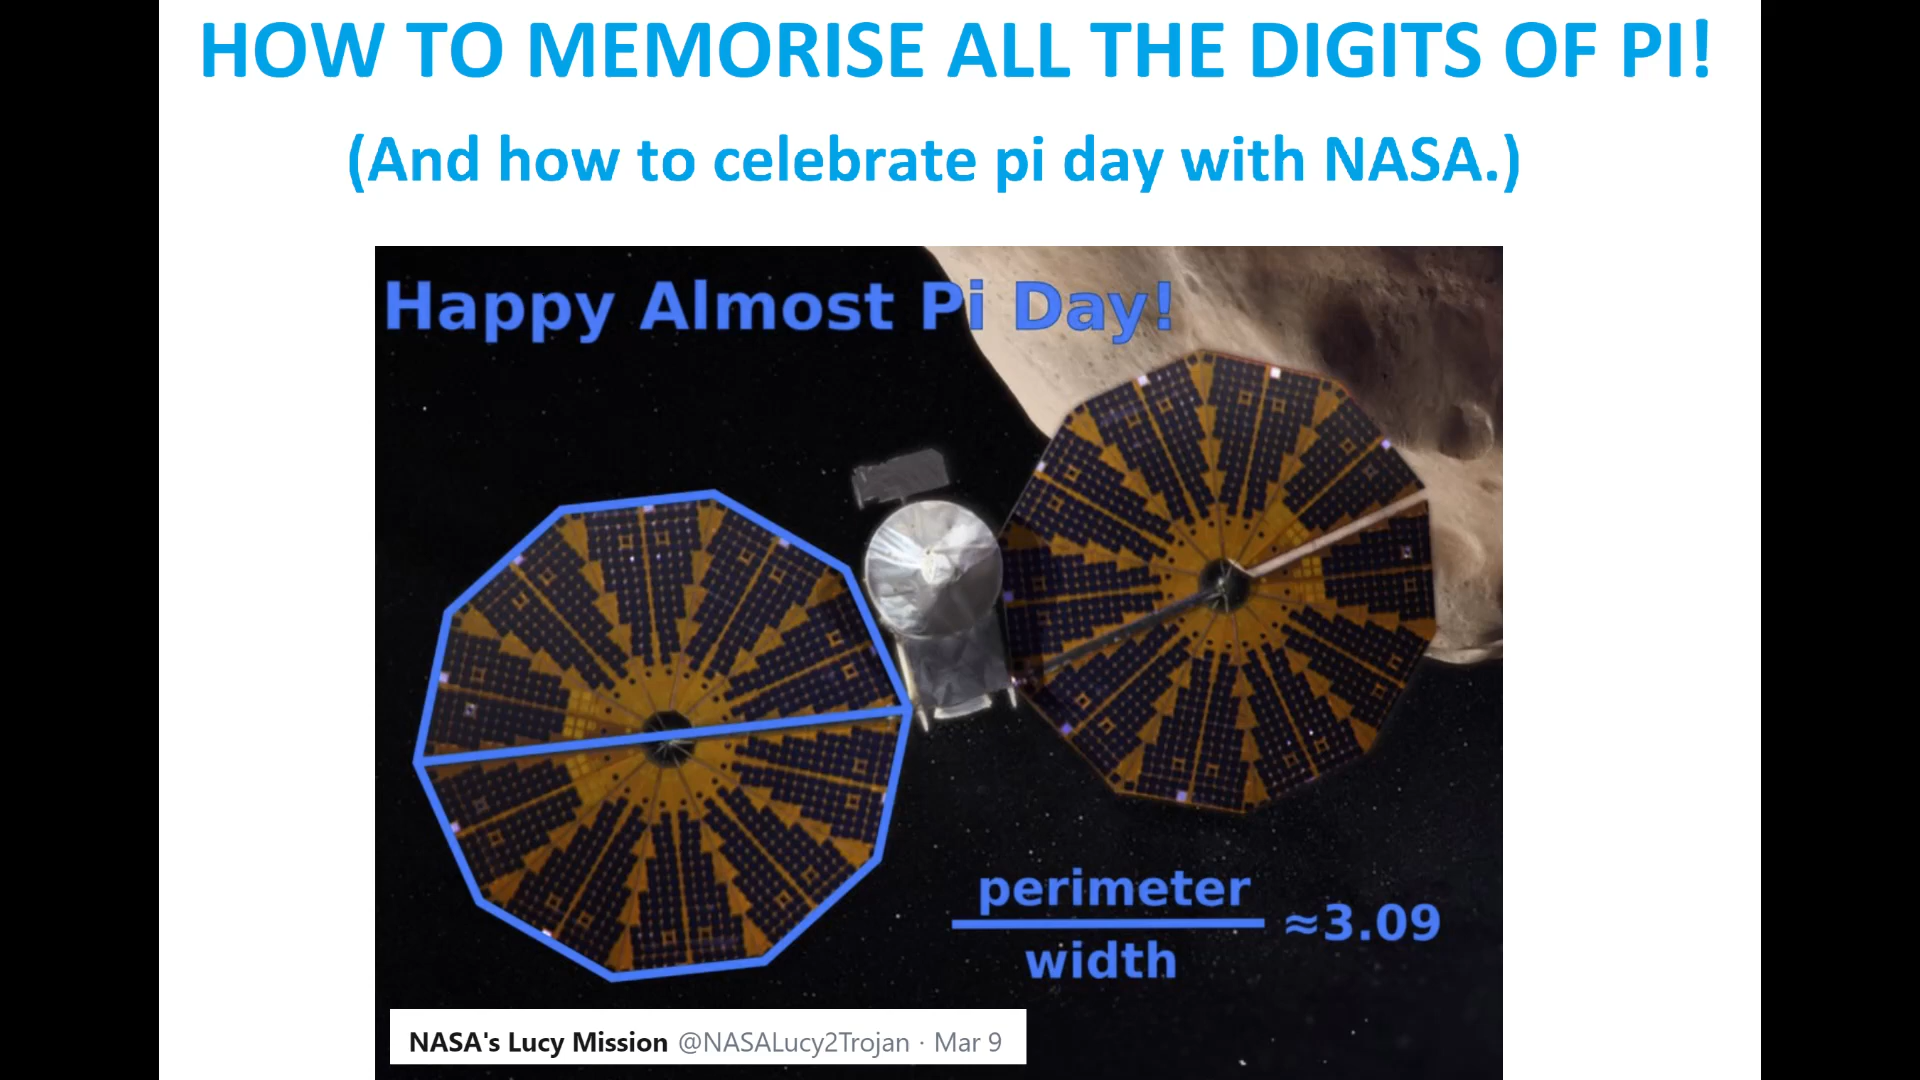 HOW TO MEMORISE ALL THE DIGITS OF PI!
(And how to celebrate pi day with NASA.)
Happy Almost Pi Day!
perimeter
width
≈3.09
NASA's Lucy Mission @NASALucy2Trojan · Mar 9